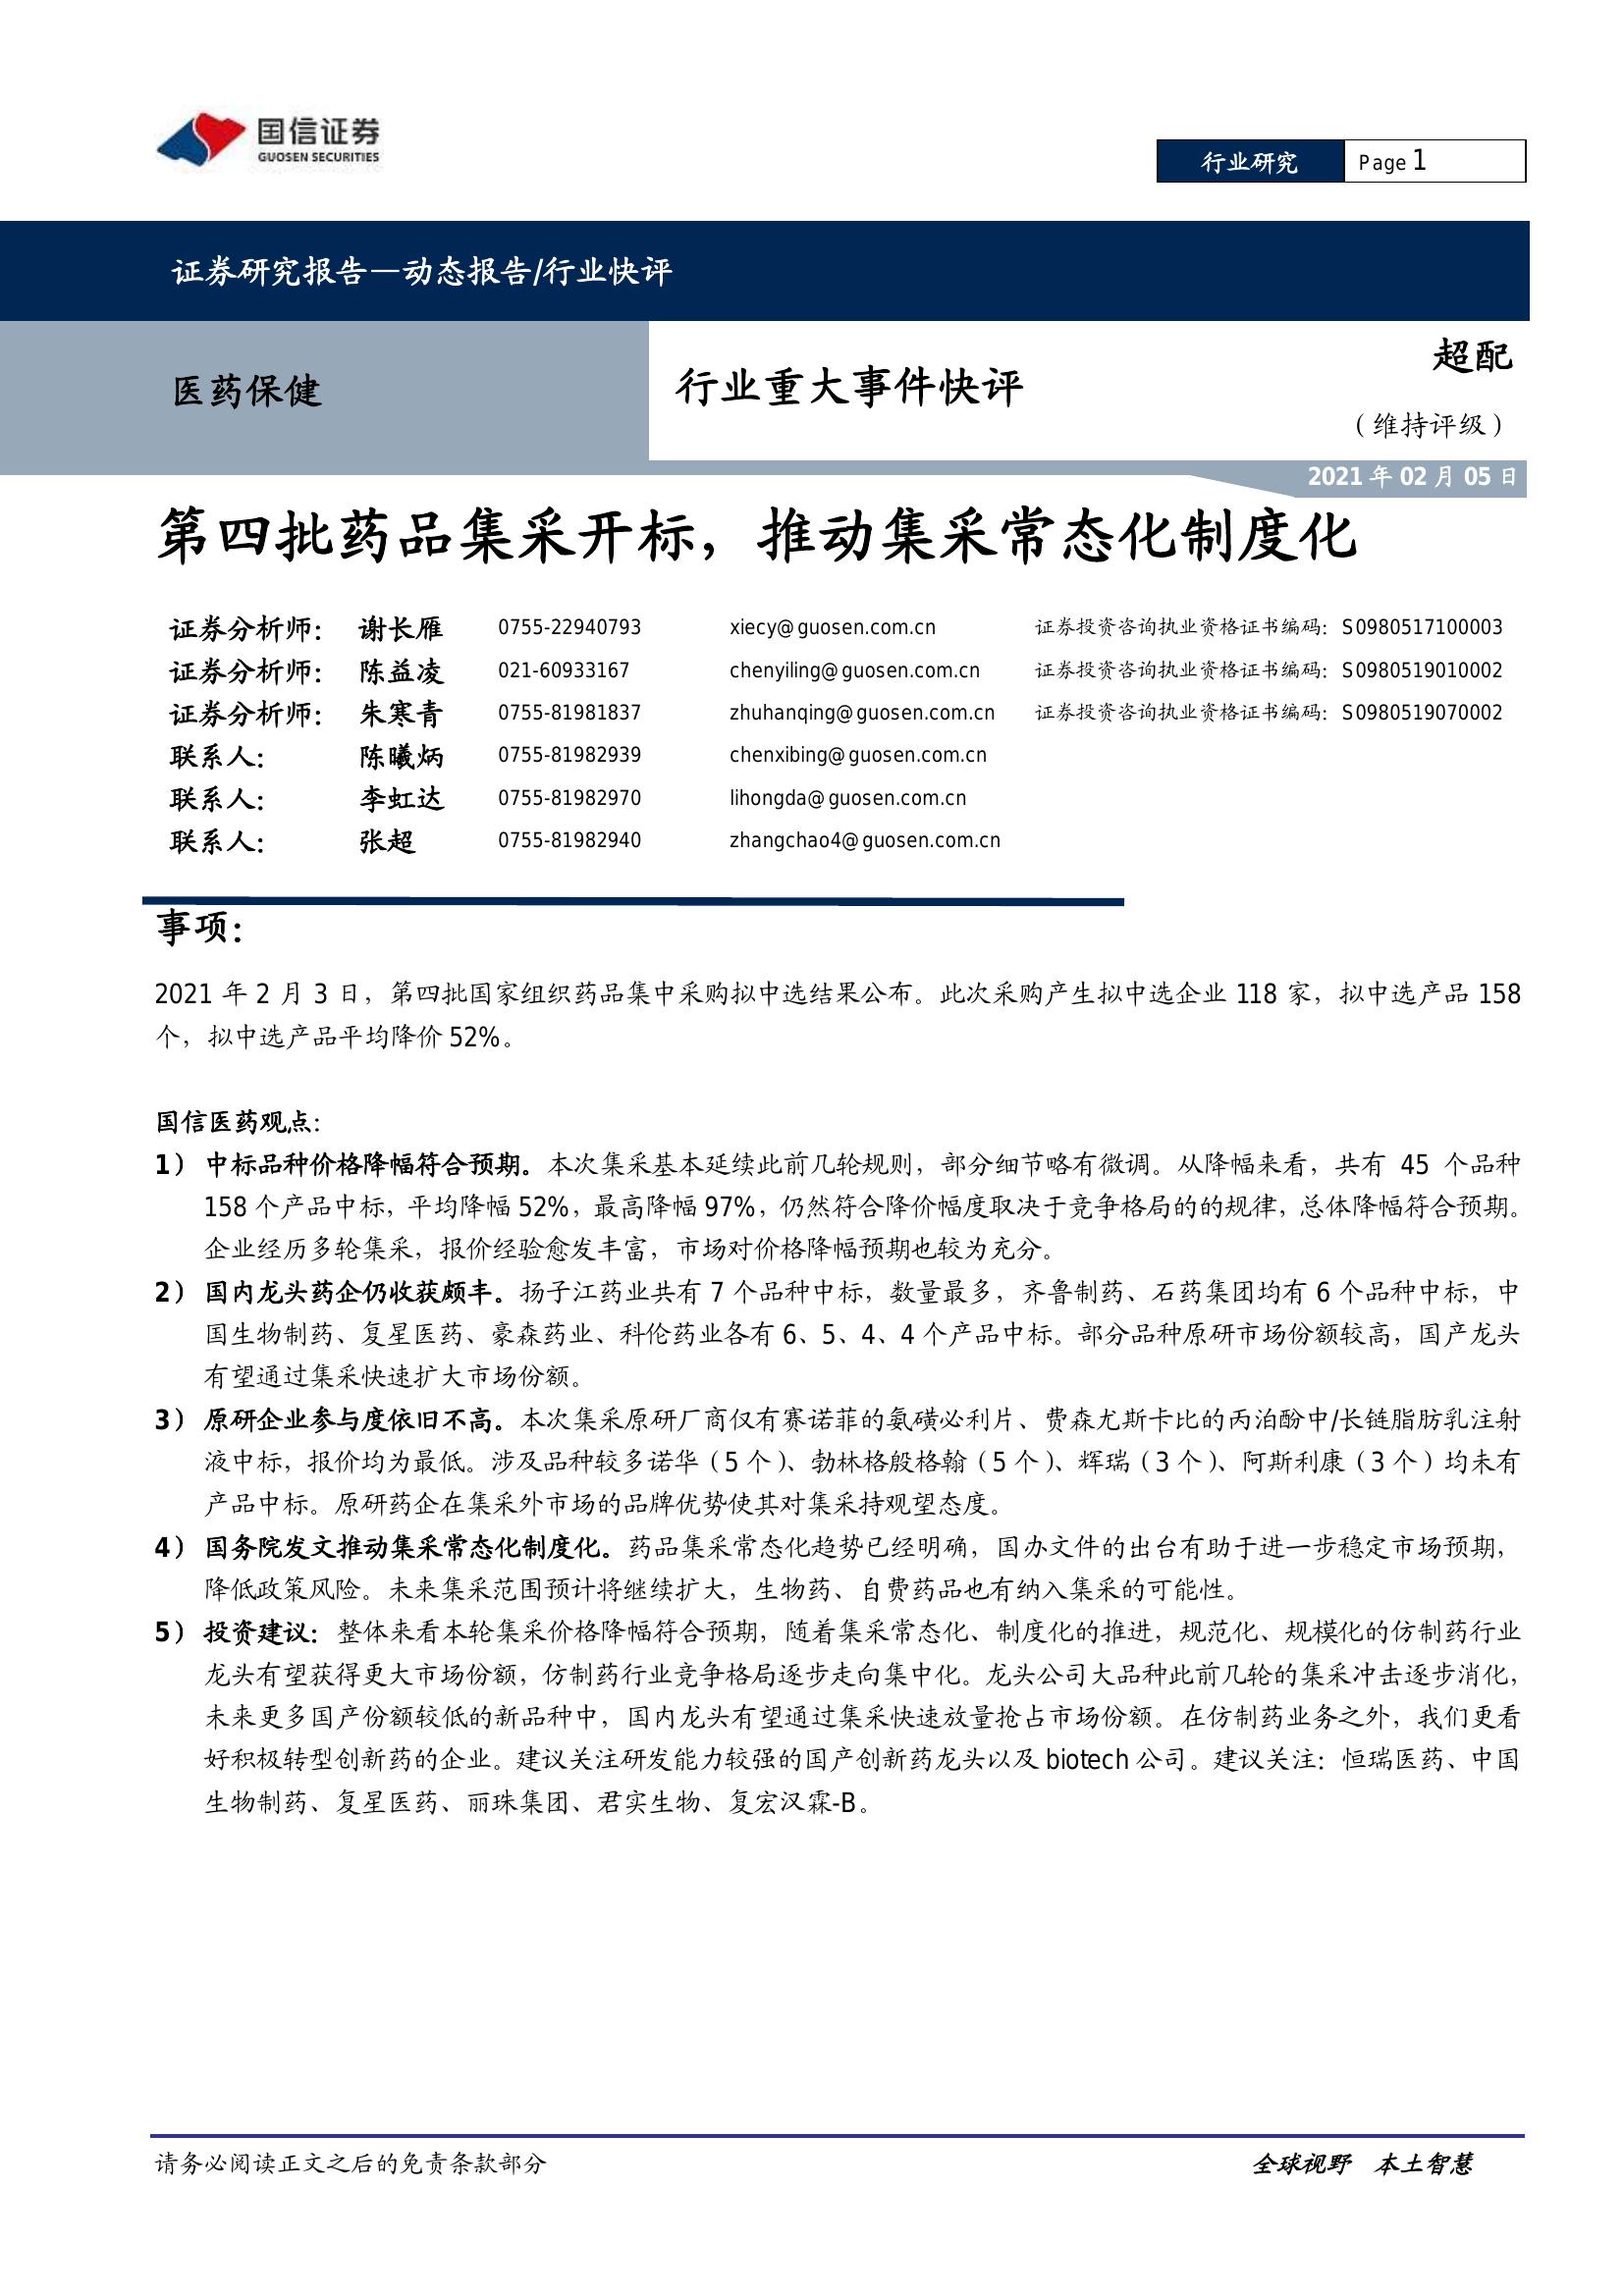 国信证券
GUOSEN SECURITIES
行业研究 Page 1
证券研究报告—动态报告/行业快评
医药保健
行业重大事件快评
超配
（维持评级）
2021 年 02 月 05 日
第四批药品集采开标，推动集采常态化制度化
证券分析师： 谢长雁 0755-22940793 xiecy@guosen.com.cn 证券投资咨询执业资格证书编码：S0980517100003
证券分析师： 陈益凌 021-60933167 chenyiling@guosen.com.cn 证券投资咨询执业资格证书编码：S0980519010002
证券分析师： 朱寒青 0755-81981837 zhuhanqing@guosen.com.cn 证券投资咨询执业资格证书编码：S0980519070002
联系人： 陈曦炳 0755-81982939 chenxibing@guosen.com.cn
联系人： 李虹达 0755-81982970 lihongda@guosen.com.cn
联系人： 张超 0755-81982940 zhangchao4@guosen.com.cn
事项：
2021 年 2 月 3 日，第四批国家组织药品集中采购拟中选结果公布。此次采购产生拟中选企业 118 家，拟中选产品 158
个，拟中选产品平均降价 52%。
国信医药观点：
1） 中标品种价格降幅符合预期。本次集采基本延续此前几轮规则，部分细节略有微调。从降幅来看，共有 45 个品种
158 个产品中标，平均降幅 52%，最高降幅 97%，仍然符合降价幅度取决于竞争格局的的规律，总体降幅符合预期。
企业经历多轮集采，报价经验愈发丰富，市场对价格降幅预期也较为充分。
2） 国内龙头药企仍收获颇丰。扬子江药业共有 7 个品种中标，数量最多，齐鲁制药、石药集团均有 6 个品种中标，中
国生物制药、复星医药、豪森药业、科伦药业各有 6、5、4、4 个产品中标。部分品种原研市场份额较高，国产龙头
有望通过集采快速扩大市场份额。
3） 原研企业参与度依旧不高。本次集采原研厂商仅有赛诺菲的氨磺必利片、费森尤斯卡比的丙泊酚中/长链脂肪乳注射
液中标，报价均为最低。涉及品种较多诺华（5 个）、勃林格殷格翰（5 个）、辉瑞（3 个）、阿斯利康（3 个）均未有
产品中标。原研药企在集采外市场的品牌优势使其对集采持观望态度。
4） 国务院发文推动集采常态化制度化。药品集采常态化趋势已经明确，国办文件的出台有助于进一步稳定市场预期，
降低政策风险。未来集采范围预计将继续扩大，生物药、自费药品也有纳入集采的可能性。
5） 投资建议：整体来看本轮集采价格降幅符合预期，随着集采常态化、制度化的推进，规范化、规模化的仿制药行业
龙头有望获得更大市场份额，仿制药行业竞争格局逐步走向集中化。龙头公司大品种此前几轮的集采冲击逐步消化，
未来更多国产份额较低的新品种中，国内龙头有望通过集采快速放量抢占市场份额。在仿制药业务之外，我们更看
好积极转型创新药的企业。建议关注研发能力较强的国产创新药龙头以及 biotech 公司。建议关注：恒瑞医药、中国
生物制药、复星医药、丽珠集团、君实生物、复宏汉霖-B。
请务必阅读正文之后的免责条款部分
全球视野 本土智慧